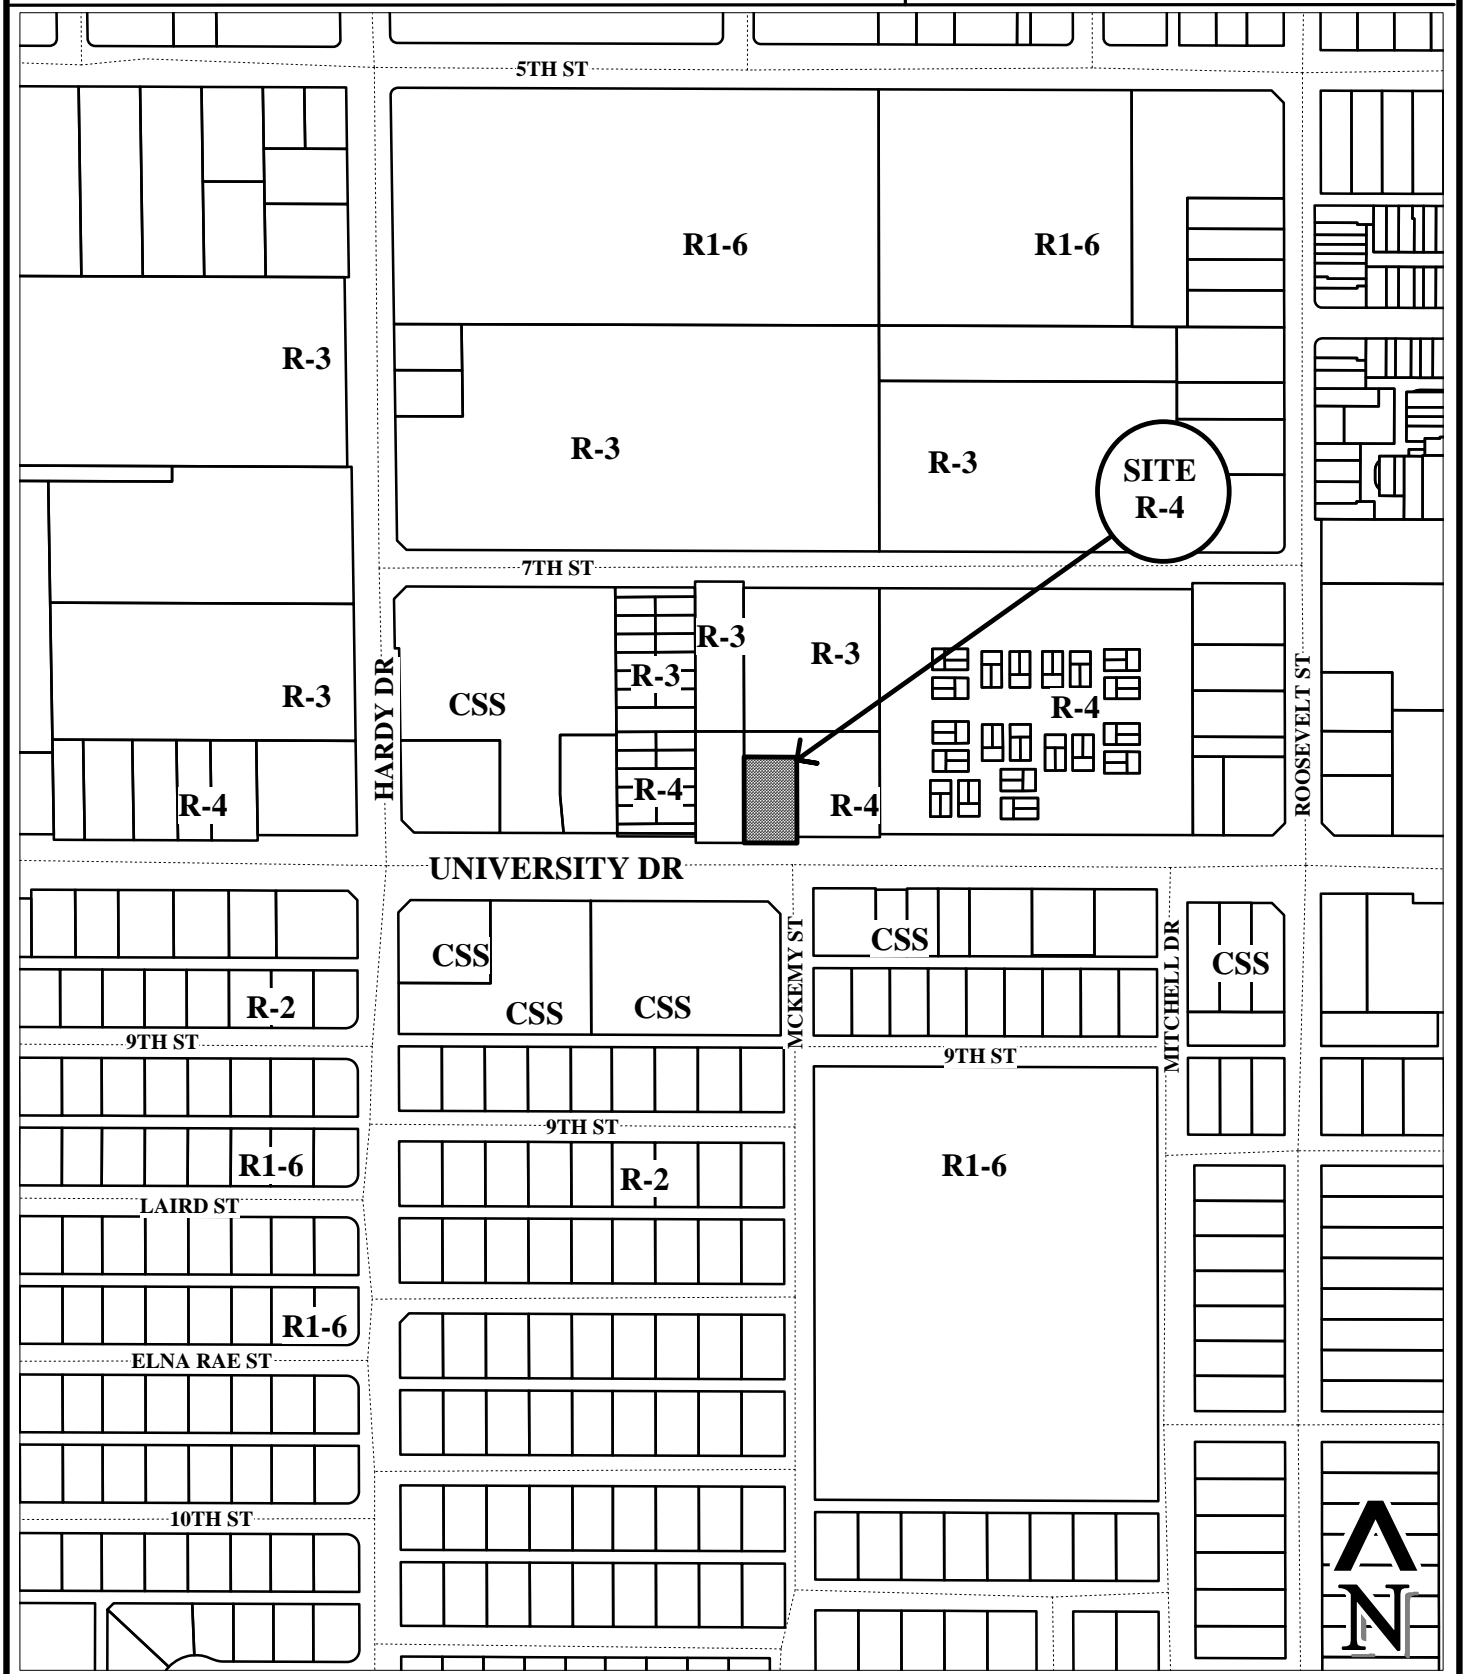 5TH ST
R1-6
R1-6
R-3
R-3
R-3
SITE
R-4
7TH ST
R-3
R-3
R-3
R-3
CSS
R-4
HARDY DR
ROOSEVELT ST
R-4
R-4
R-4
UNIVERSITY DR
MCKEMY ST
MITCHELL DR
CSS
CSS
CSS
CSS
CSS
R-2
9TH ST
9TH ST
9TH ST
R1-6
R-2
R1-6
LAIRD ST
R1-6
ELNA RAE ST
10TH ST
N